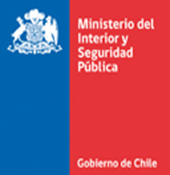 Ministerio del
Interior y
Seguridad
Pública
Gobierno de Chile